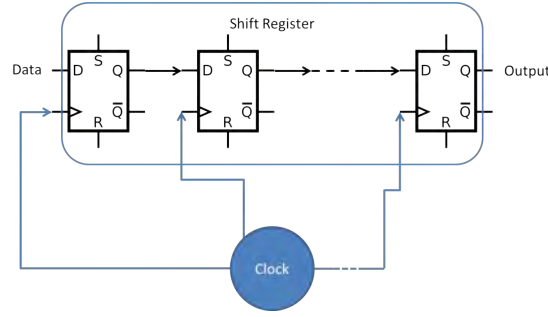 Shift Register
Data
S
D Q
Q̅
R
S
D Q
Q̅
R
S
D Q
Q̅
R
Output
Clock